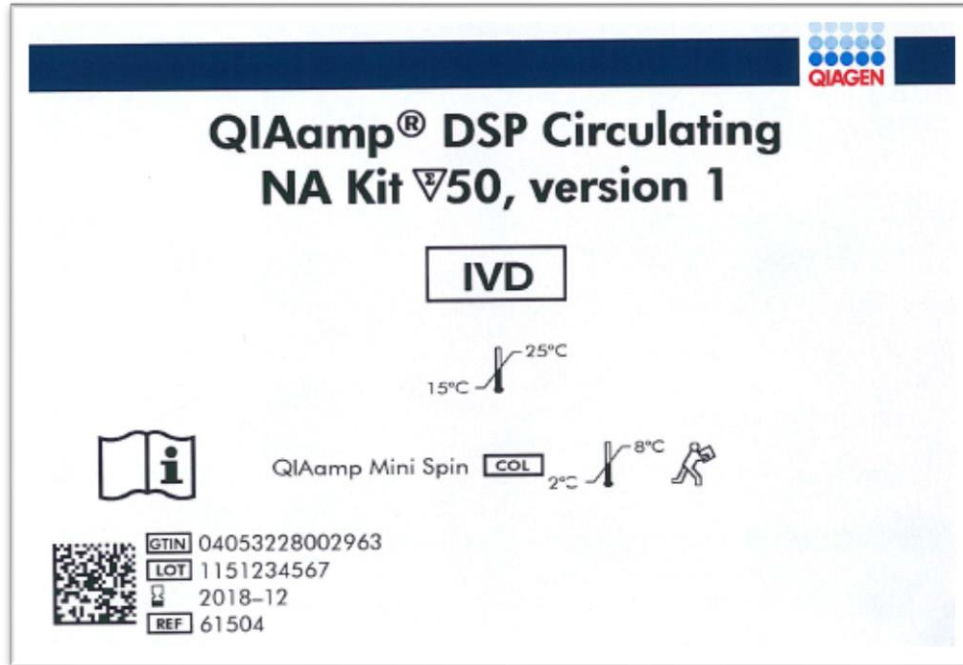 QIAGEN
QIAamp® DSP Circulating
NA Kit Σ50, version 1
IVD
25°C
15°C
QIAamp Mini Spin COL 2°C 8°C
GTIN 04053228002963
LOT 1151234567
2018–12
REF 61504